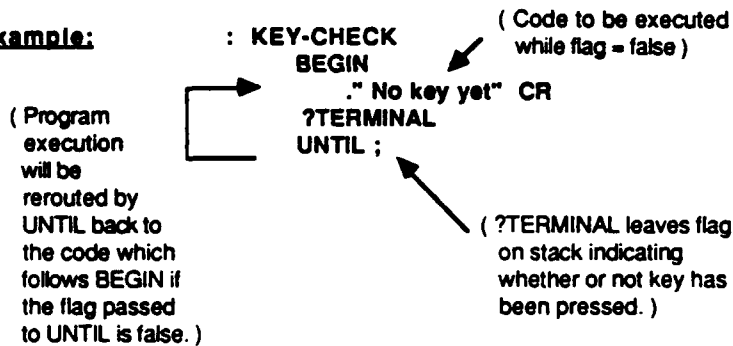 xample:
: KEY-CHECK
BEGIN
." No key yet" CR
?TERMINAL
UNTIL ;
( Code to be executed
while flag = false )
( Program
execution
will be
rerouted by
UNTIL back to
the code which
follows BEGIN if
the flag passed
to UNTIL is false. )
( ?TERMINAL leaves flag
on stack indicating
whether or not key has
been pressed. )